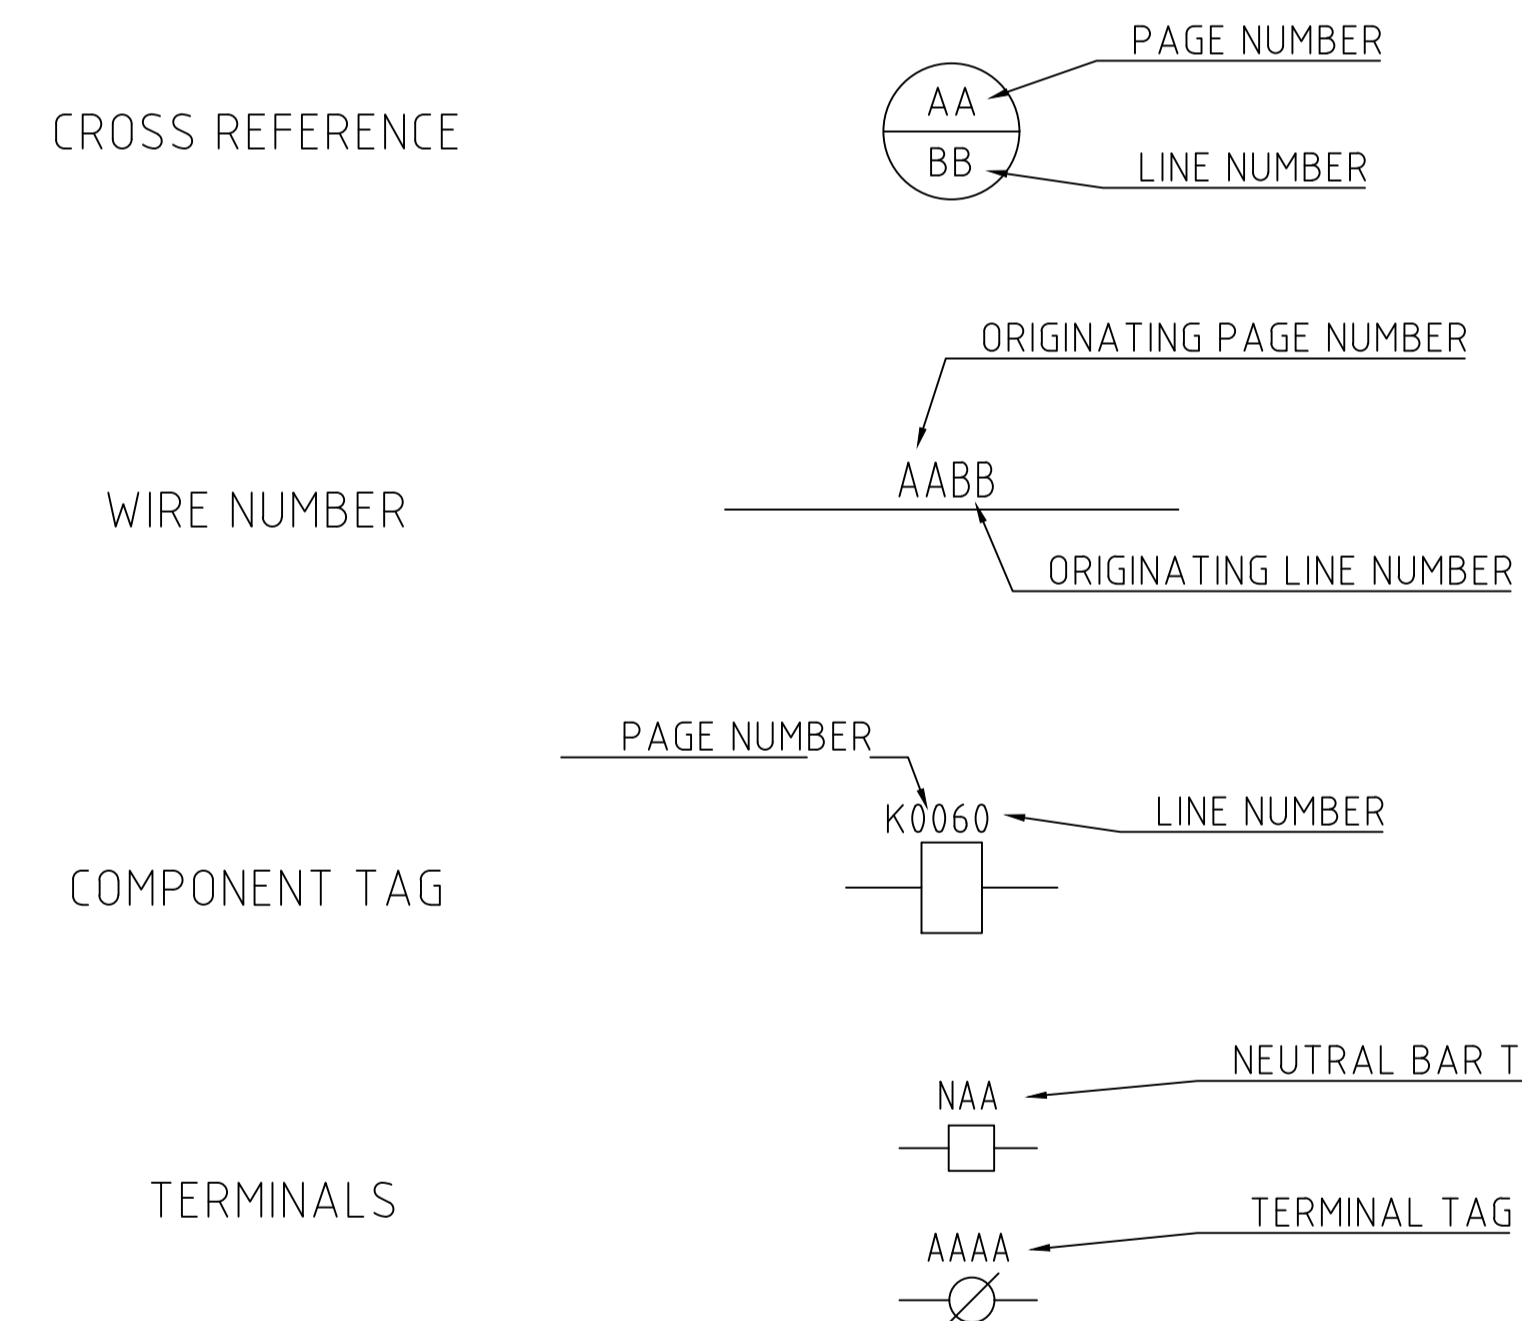 PAGE NUMBER
AA
CROSS REFERENCE
BB
LINE NUMBER
ORIGINATING PAGE NUMBER
AABB
WIRE NUMBER
ORIGINATING LINE NUMBER
PAGE NUMBER
K0060
LINE NUMBER
COMPONENT TAG
NEUTRAL BAR T
NAA
TERMINALS
TERMINAL TAG
AAAA